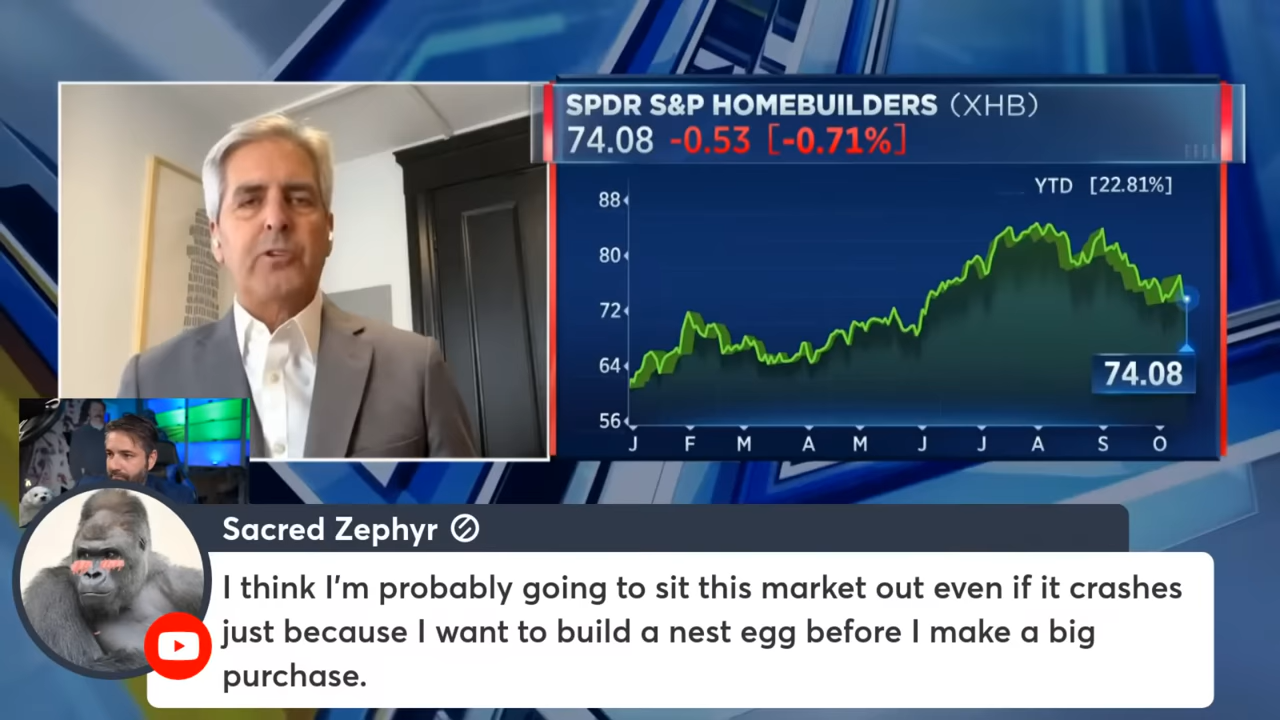 SPDR S&P HOMEBUILDERS (XHB)
74.08 -0.53 [-0.71%]
YTD [22.81%]
88
80
72
64
56
74.08
J F M A M J J A S O
Sacred Zephyr
I think I'm probably going to sit this market out even if it crashes
just because I want to build a nest egg before I make a big
purchase.